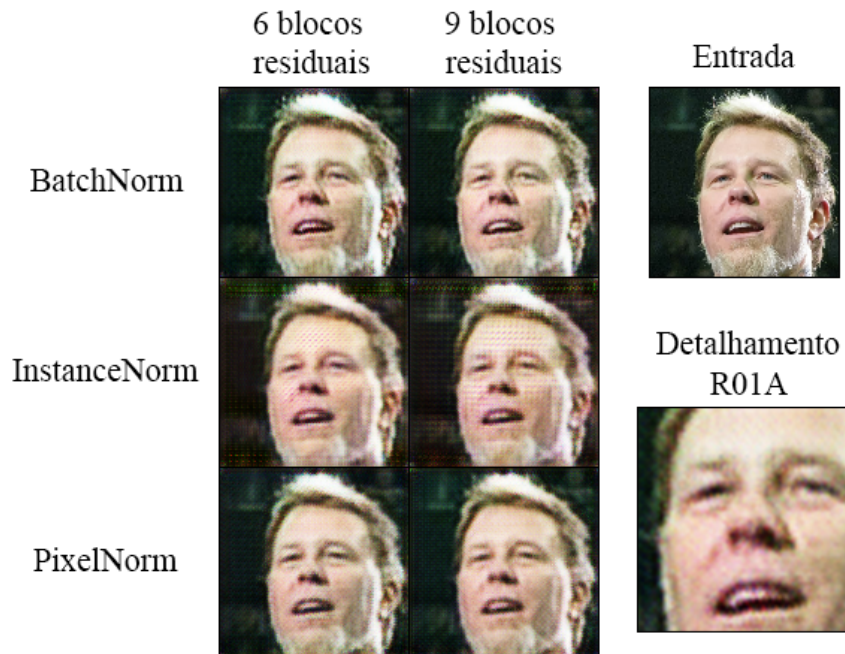 6 blocos
residuais
9 blocos
residuais
Entrada
BatchNorm
InstanceNorm
Detalhamento
R01A
PixelNorm